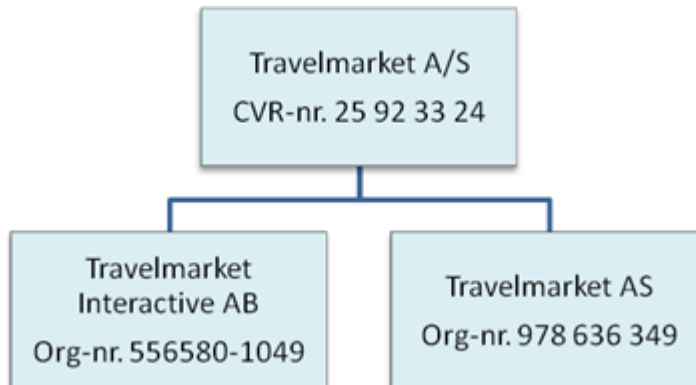 Travelmarket A/S
CVR-nr. 25 92 33 24
Travelmarket
Interactive AB
Org-nr. 556580-1049
Travelmarket AS
Org-nr. 978 636 349